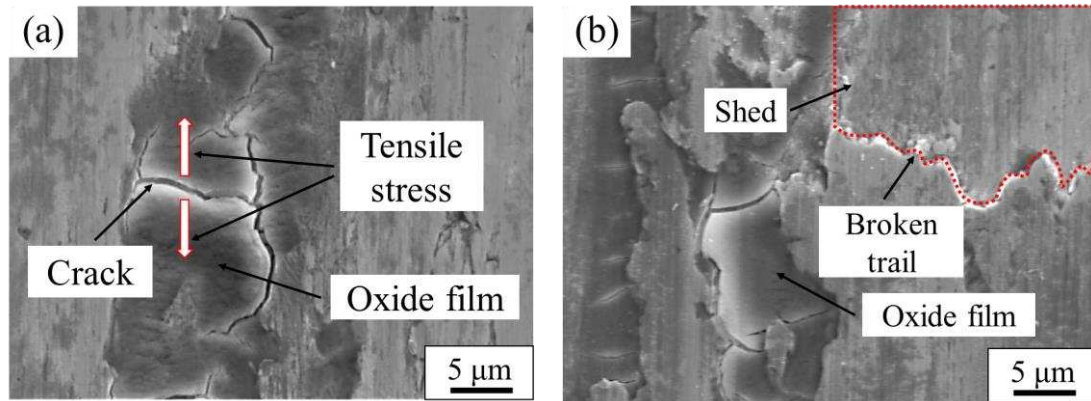 (a)
Tensile
stress
Crack
Oxide film
5 μm
(b)
Shed
Broken
trail
Oxide film
5 μm